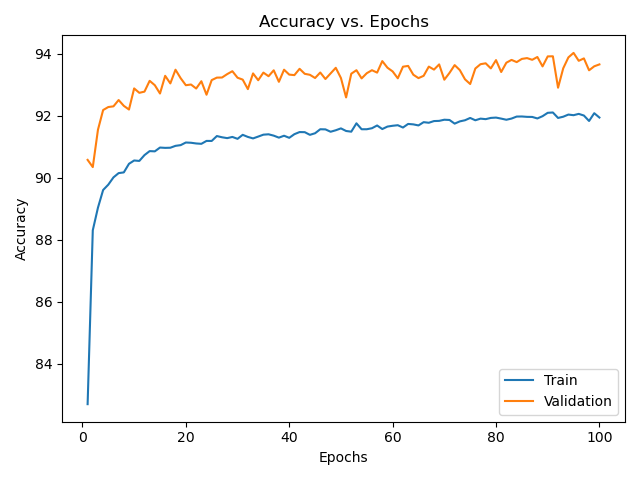 Accuracy vs. Epochs
Accuracy
94
92
90
88
86
84
0 20 40 60 80 100
Epochs
Train
Validation